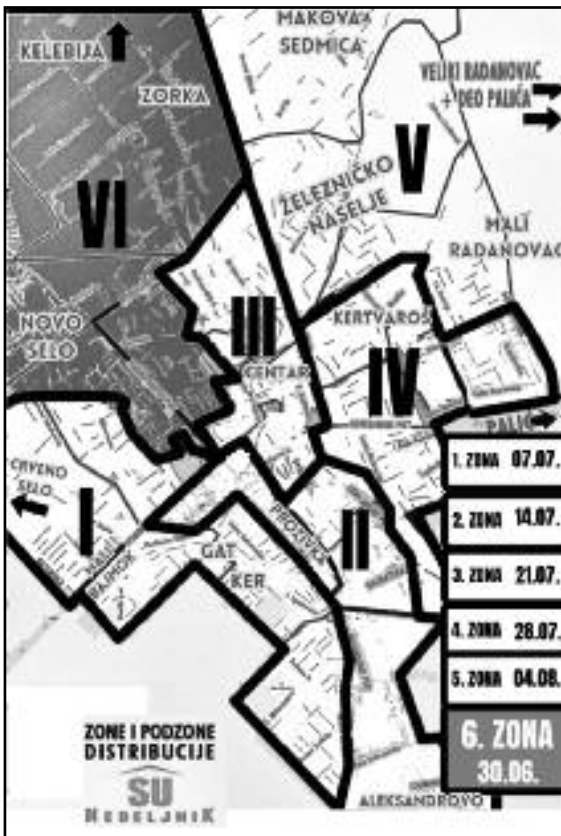 KELEBIJA
MAKOVA
SEDMICA
ZORKA
VELIKI RADANOVAC
+ DEO PALIĆA
V
VI
ŽELEZNIČKO
NASELJE
MALI
RADANOVAC
NOVO
SELO
III
KERTVAROŠ
CENTAR
IV
PALIĆ
CRVENO
SELO
I
MALI
BAJMOK
GAT
KER
PROZIVKA
II
1. ZONA 07.07.
2. ZONA 14.07.
3. ZONA 21.07.
4. ZONA 28.07.
5. ZONA 04.08.
6. ZONA
30.06.
ZONE I PODZONE
DISTRIBUCIJE
SU
NEDELJNIK
ALEKSANDROVO